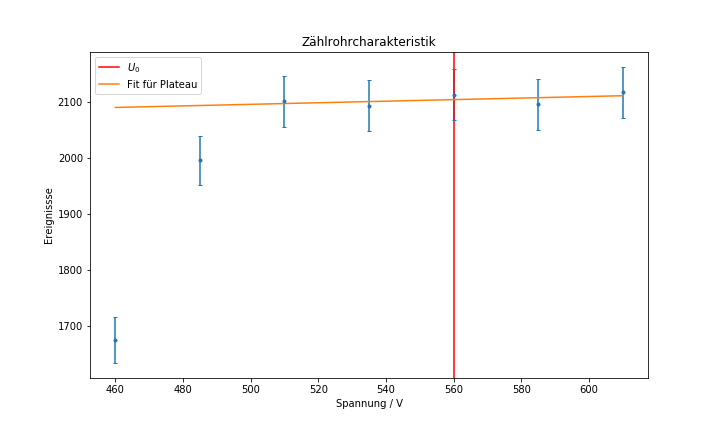 Zählrohrcharakteristik
U₀
Fit für Plateau
Ereignissse
2100
2000
1900
1800
1700
460 480 500 520 540 560 580 600
Spannung / V